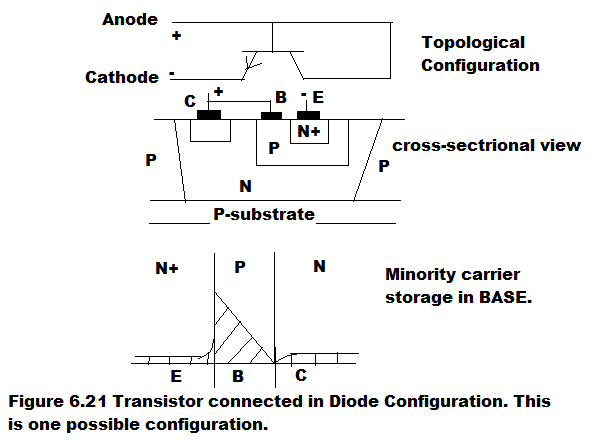 Anode
+
Topological
Configuration
Cathode -
C + B - E
N+
P cross-sectrional view
P P
N
P-substrate
N+ P N
Minority carrier
storage in BASE.
E B C
Figure 6.21 Transistor connected in Diode Configuration. This
is one possible configuration.